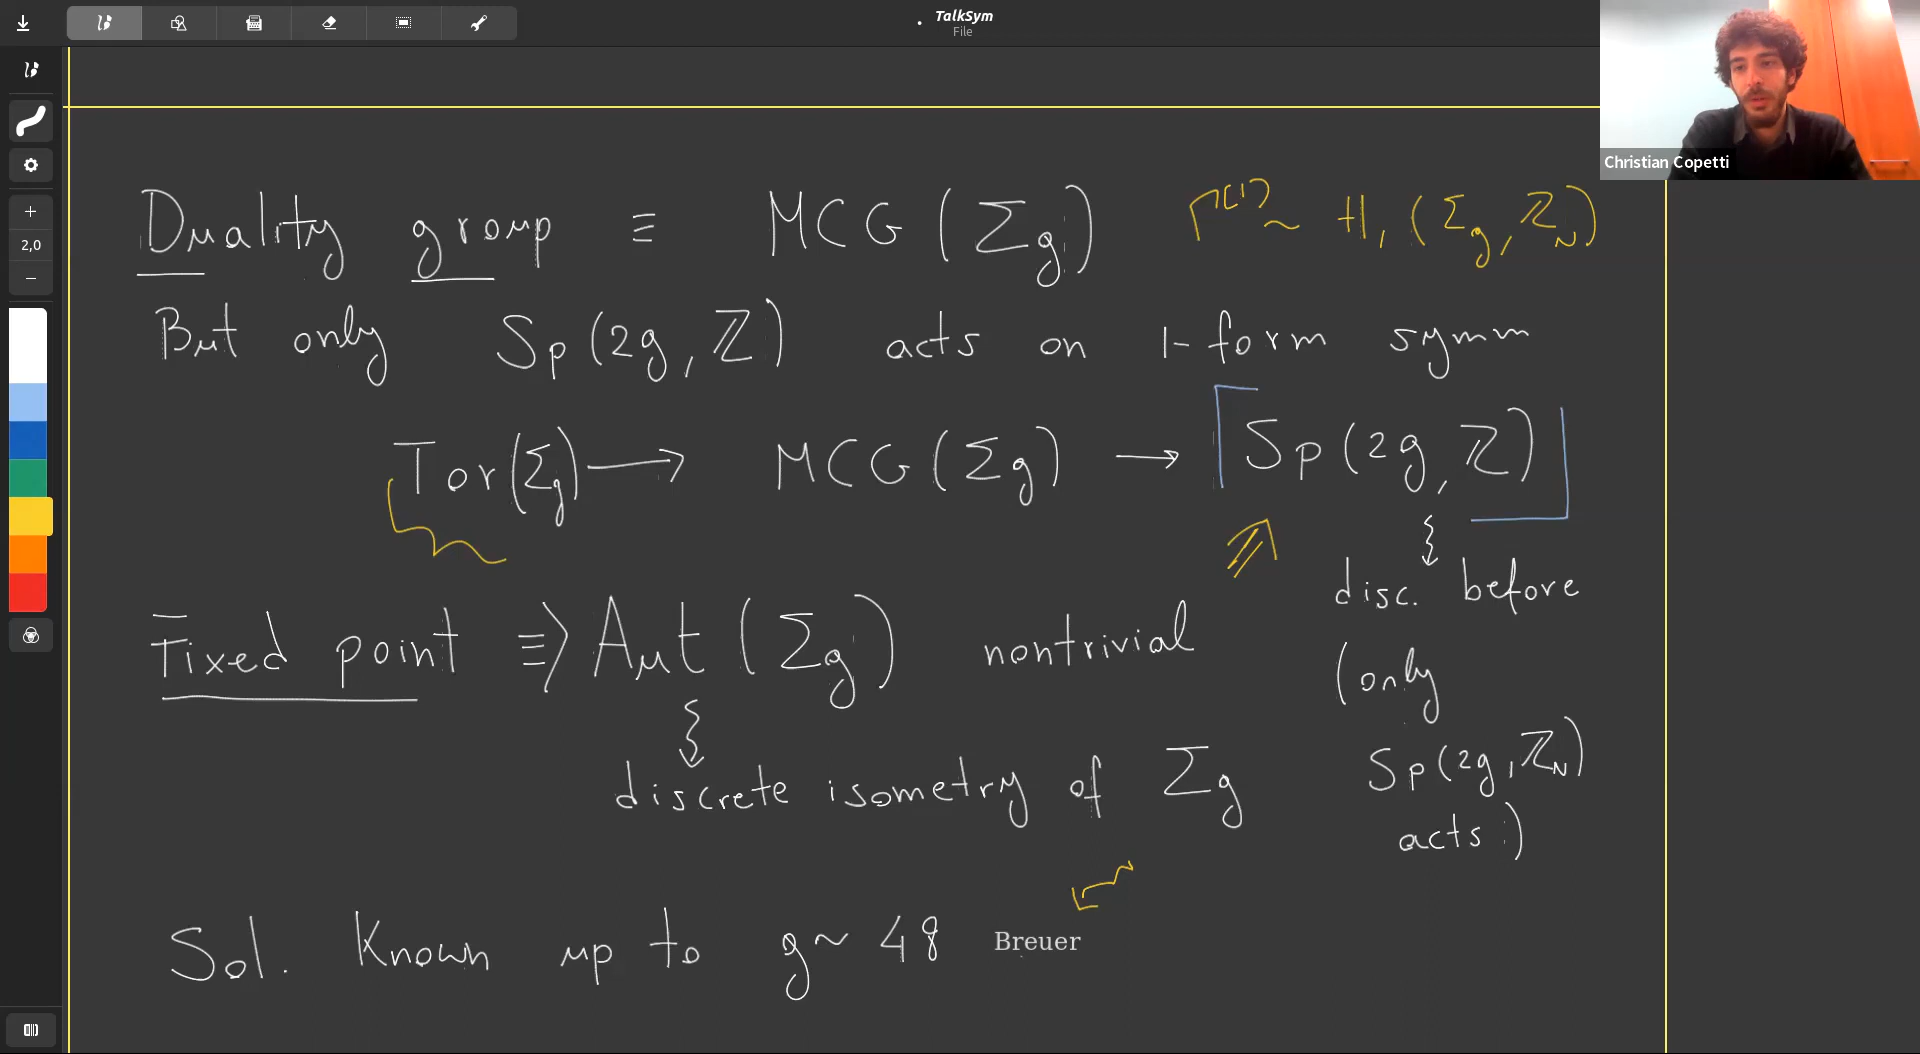 TalkSym
File
Christian Copetti
2,0
Duality group ≡ MCG(Σg) Γ^[1] ~ H₁(Σg, ℤ_N)
But only Sp(2g, ℤ) acts on 1-form symm
Tor(Σg) → MCG(Σg) → Sp(2g, ℤ)
disc. before
(only
Sp(2g, ℤ_N)
acts)
Fixed point ≡> Aut(Σg) nontrivial
discrete isometry of Σg
Sol. Known up to g ~ 48 Breuer